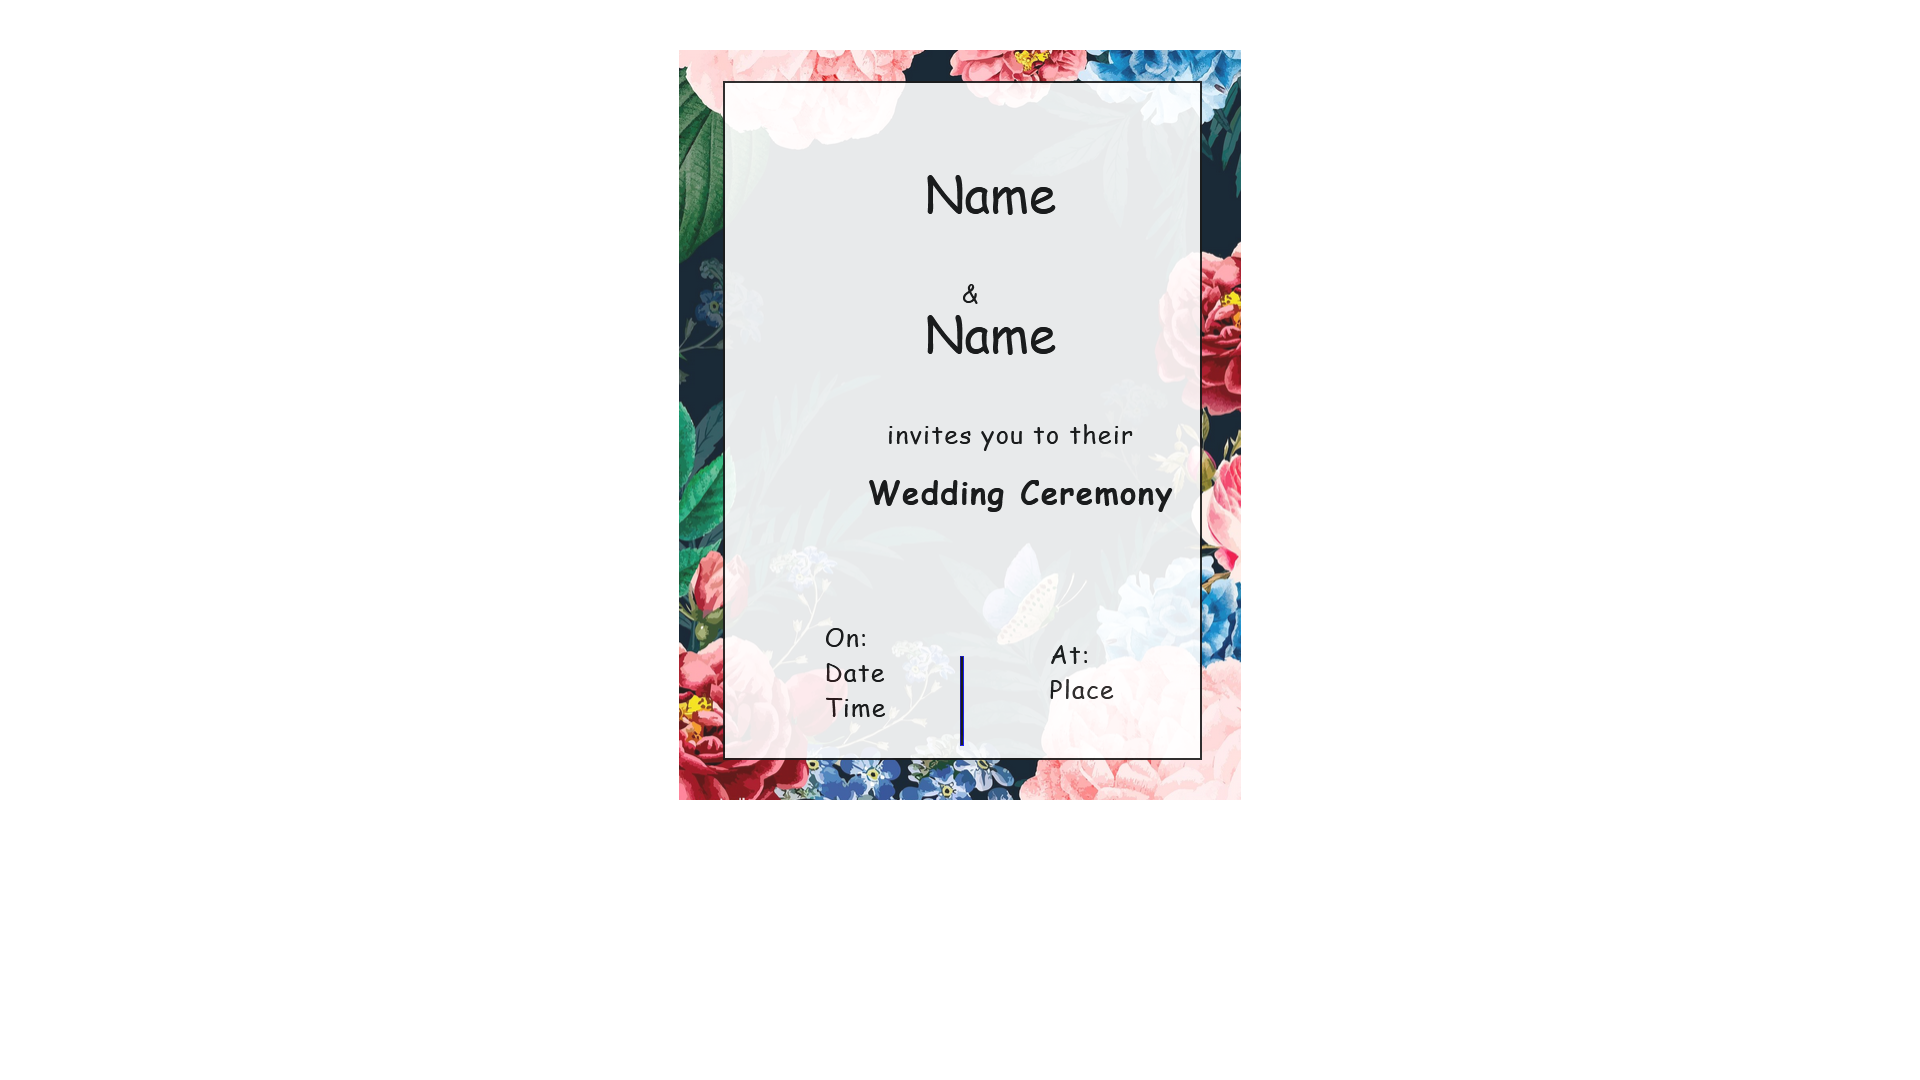 Name
&
Name
invites you to their
Wedding Ceremony
On:
Date
Time
At:
Place